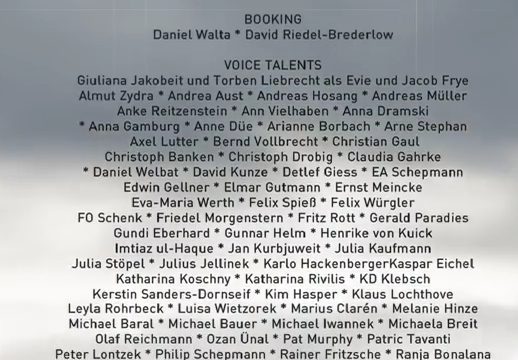 BOOKING
Daniel Walta * David Riedel-Brederlow
VOICE TALENTS
Giuliana Jakobeit und Torben Liebrecht als Evie und Jacob Frye
Almut Zydra * Andrea Aust * Andreas Hosang * Andreas Müller
Anke Reitzenstein * Ann Vielhaben * Anna Dramski
* Anna Gamburg * Anne Düe * Arianne Borbach * Arne Stephan
Axel Lutter * Bernd Vollbrecht * Christian Gaul
Christoph Banken * Christoph Drobig * Claudia Gahrke
* Daniel Welbat * David Kunze * Detlef Giess * EA Schepmann
Edwin Gellner * Elmar Gutmann * Ernst Meincke
Eva-Maria Werth * Felix Spieß * Felix Würgler
FO Schenk * Friedel Morgenstern * Fritz Rott * Gerald Paradies
Gundi Eberhard * Gunnar Helm * Henrike von Kuick
Imtiaz ul-Haque * Jan Kurbjuweit * Julia Kaufmann
Julia Stöpel * Julius Jellinek * Karlo HackenbergerKaspar Eichel
Katharina Koschny * Katharina Rivilis * KD Klebsch
Kerstin Sanders-Dornseif * Kim Hasper * Klaus Lochthove
Leyla Rohrbeck * Luisa Wietzorek * Marius Clarén * Melanie Hinze
Michael Baral * Michael Bauer * Michael Iwannek * Michaela Breit
Olaf Reichmann * Ozan Ünal * Pat Murphy * Patric Tavanti
Peter Lontzek * Philip Schepmann * Rainer Fritzsche * Ranja Bonalana